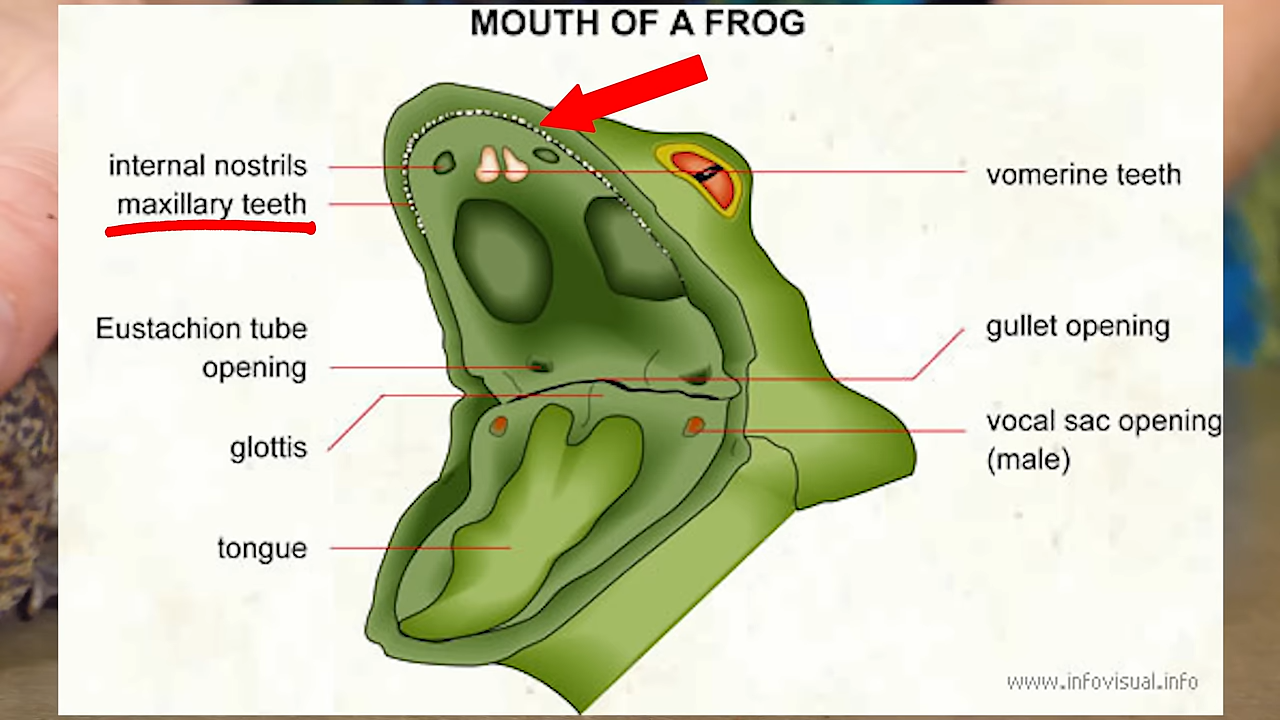 MOUTH OF A FROG
internal nostrils
maxillary teeth
Eustachion tube
opening
glottis
tongue
vomerine teeth
gullet opening
vocal sac opening
(male)
www.infovisual.info